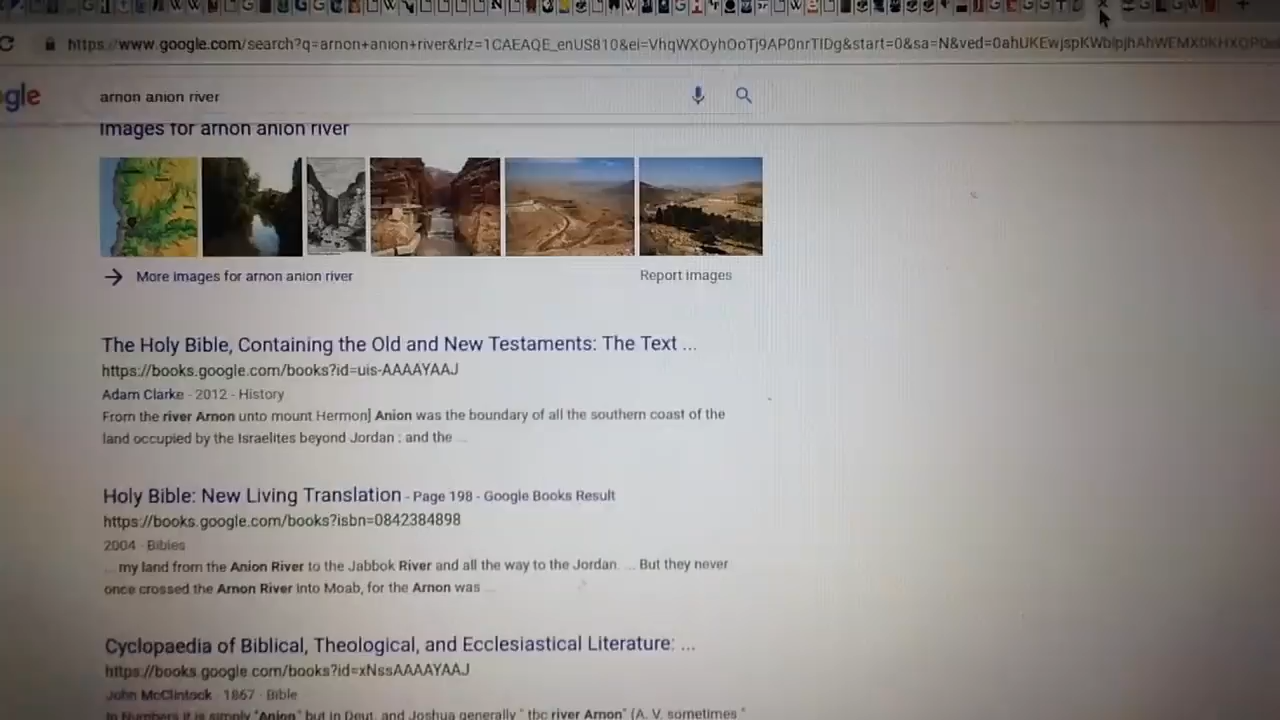 https://www.google.com/search?q=arnon+anion+river&rlz=1CAEAQE_enUS810&ei=VhqWXOyhOoTj9AP0nrTIDg&start=0&sa=N&ved=
gle
arnon anion river
Images for arnon anion river
More images for arnon anion river
Report images
The Holy Bible, Containing the Old and New Testaments: The Text ...
https://books.google.com/books?id=uis-AAAAYAAJ
Adam Clarke - 2012 - History
From the river Arnon unto mount Hermon] Anion was the boundary of all the southern coast of the
land occupied by the Israelites beyond Jordan ; and the ...
Holy Bible: New Living Translation - Page 198 - Google Books Result
https://books.google.com/books?isbn=0842384898
2004 - Bibles
... my land from the Anion River to the Jabbok River and all the way to the Jordan. ... But they never
once crossed the Arnon River into Moab, for the Arnon was ...
Cyclopaedia of Biblical, Theological, and Ecclesiastical Literature: ...
https://books.google.com/books?id=xNssAAAAYAAJ
John McClintock - 1867 - Bible
In Numbers it is simply "Anion" but in Deut. and Joshua generally " tbc river Arnon" (A. V. sometimes "